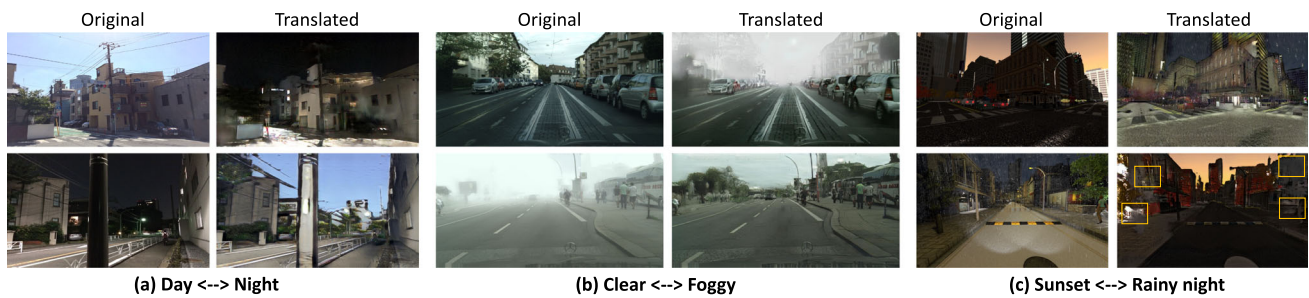 Original Translated Original Translated Original Translated
(a) Day <--> Night (b) Clear <--> Foggy (c) Sunset <--> Rainy night